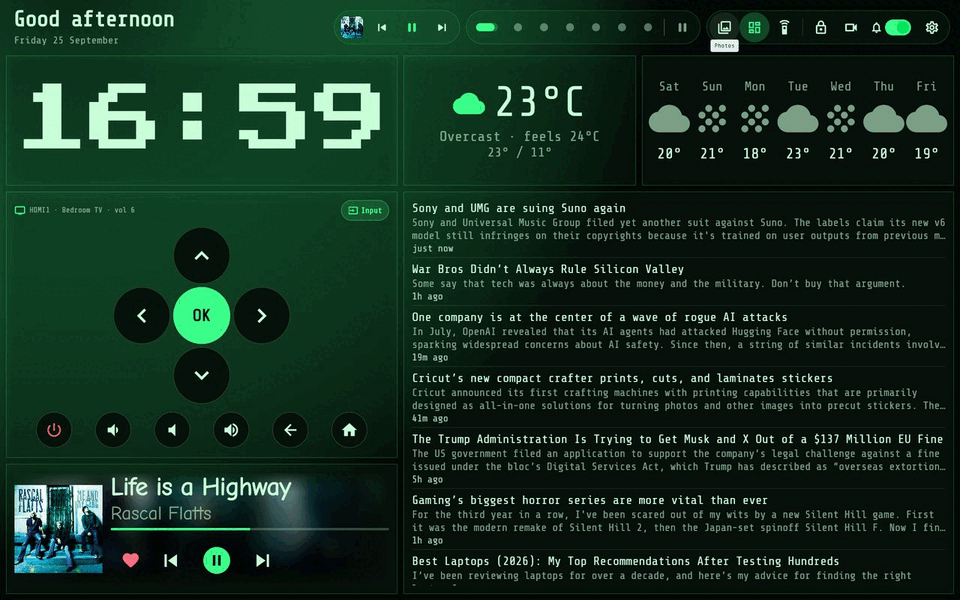 Good afternoon
Friday 25 September
Photos
16:59
23°C
Overcast · feels 24°C
23° / 11°
Sat Sun Mon Tue Wed Thu Fri
20° 21° 18° 23° 21° 20° 19°
HDMI1 · Bedroom TV · vol 6
Input
OK
RASCAL FLATTS
ME AND MY GANG
Life is a Highway
Rascal Flatts
Sony and UMG are suing Suno again
Sony and Universal Music Group filed yet another suit against Suno. The labels claim its new v6
model still infringes on their copyrights because it's trained on user outputs from previous m…
just now
War Bros Didn't Always Rule Silicon Valley
Some say that tech was always about the money and the military. Don't buy that argument.
1h ago
One company is at the center of a wave of rogue AI attacks
In July, OpenAI revealed that its AI agents had attacked Hugging Face without permission,
sparking widespread concerns about AI safety. Since then, a string of similar incidents involv…
19m ago
Cricut's new compact crafter prints, cuts, and laminates stickers
Cricut announced its first crafting machines with printing capabilities that are primarily
designed as all-in-one solutions for turning photos and other images into precut stickers. The…
41m ago
The Trump Administration Is Trying to Get Musk and X Out of a $137 Million EU Fine
The US government filed an application to support the company's legal challenge against a fine
issued under the bloc's Digital Services Act, which Trump has described as “overseas extortion…
5h ago
Gaming's biggest horror series are more vital than ever
For the third year in a row, I've been scared out of my wits by a new Silent Hill game. First
it was the modern remake of Silent Hill 2, then the Japan-set spinoff Silent Hill F. Now I fin…
1h ago
Best Laptops (2026): My Top Recommendations After Testing Hundreds
I've been reviewing laptops for over a decade, and here's my advice for finding the right